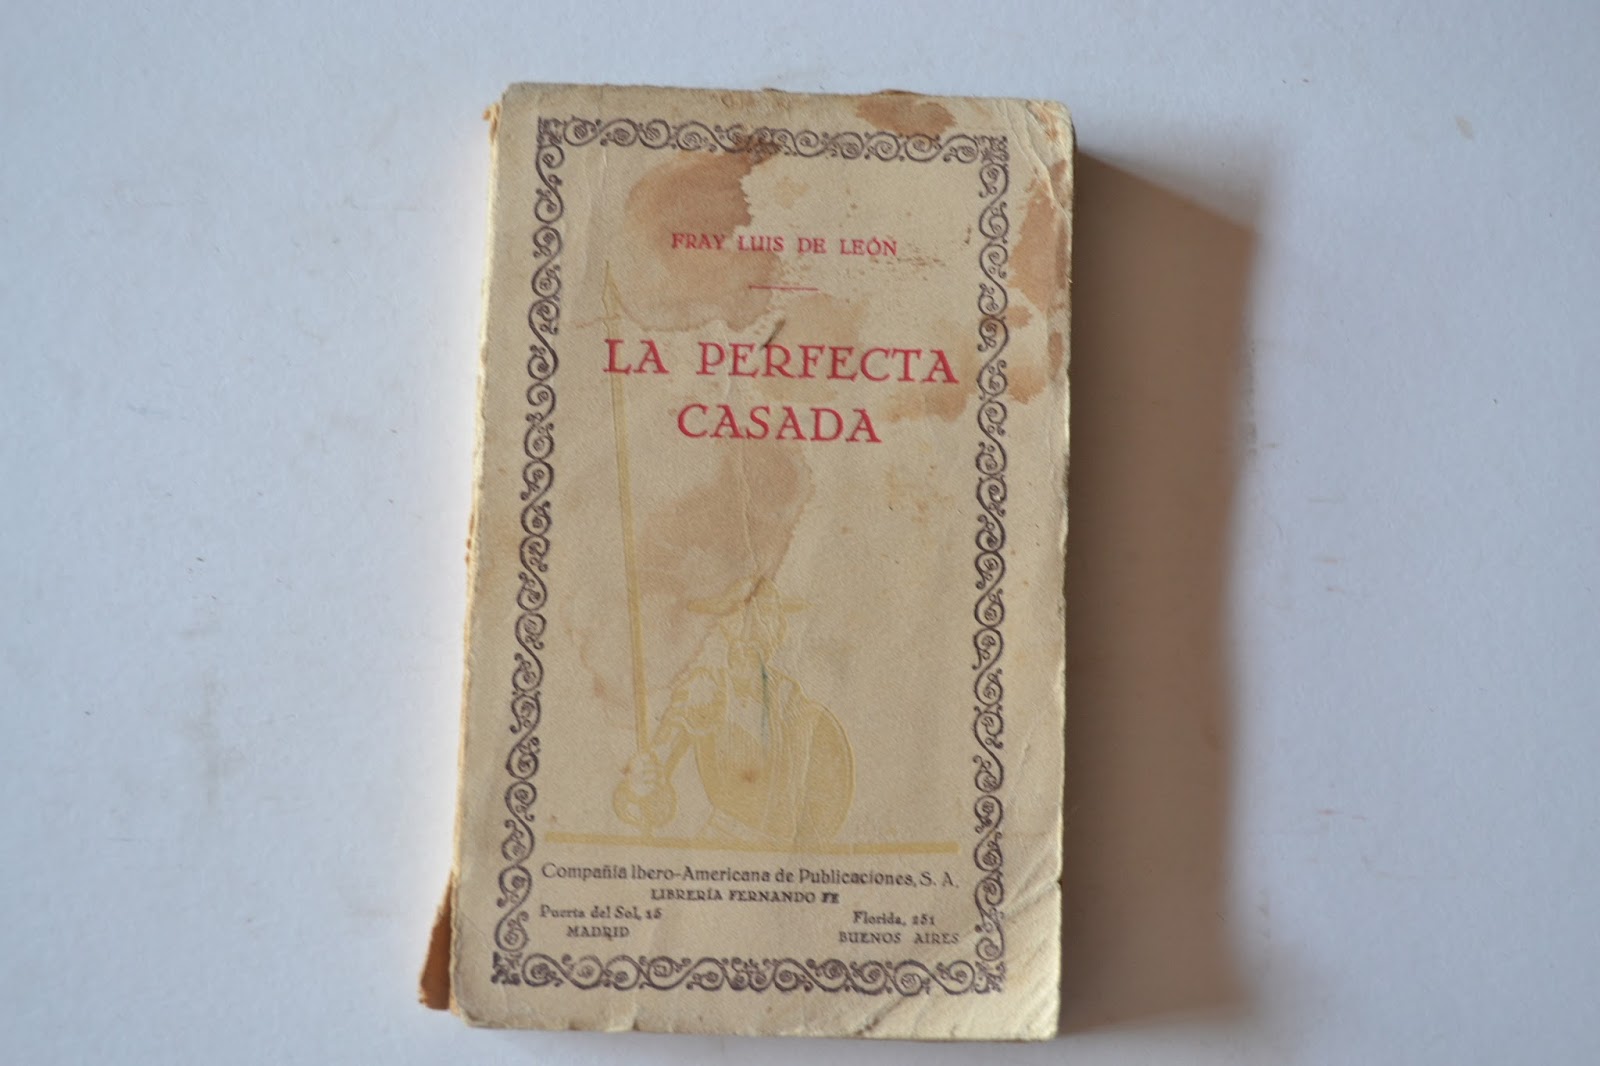 FRAY LUIS DE LEÓN
LA PERFECTA
CASADA
Compañía Ibero-Americana de Publicaciones, S. A.
LIBRERÍA FERNANDO FE
Puerta del Sol, 15
MADRID
Florida, 251
BUENOS AIRES